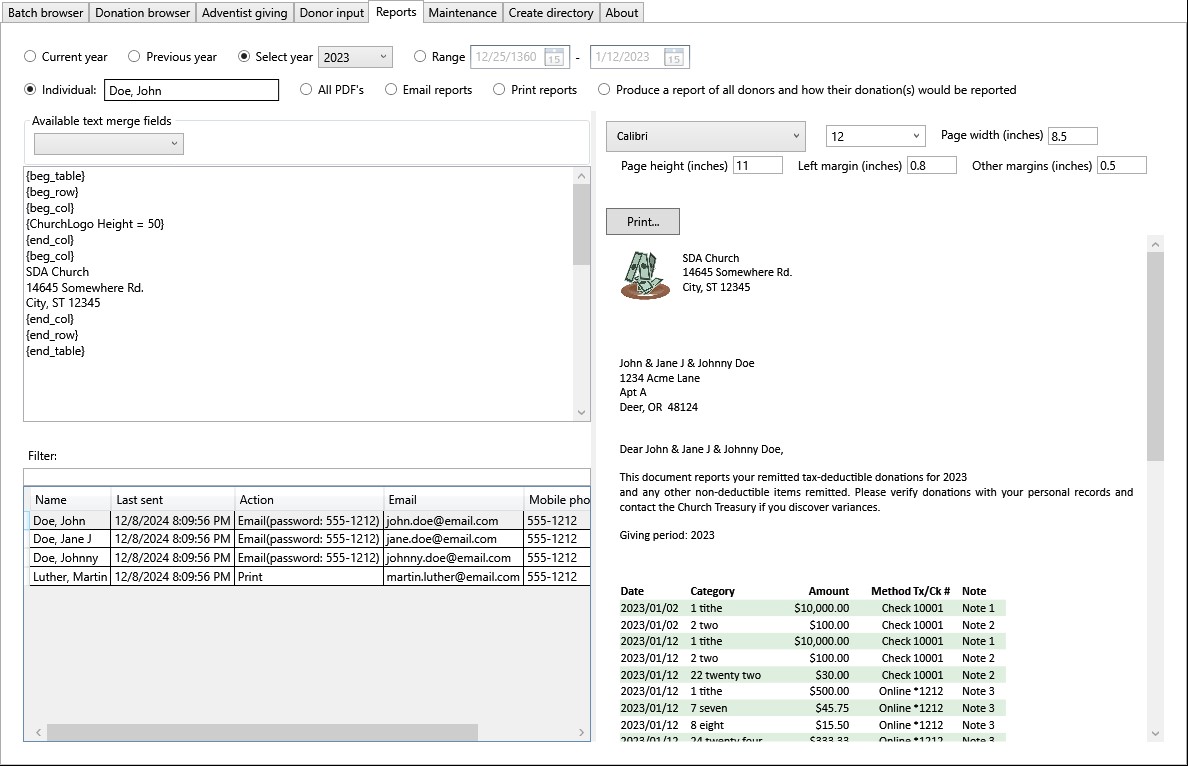 Batch browser Donation browser Adventist giving Donor input Reports Maintenance Create directory About
Current year Previous year Select year 2023 Range 12/25/1360 15 - 1/12/2023 15
Individual: Doe, John All PDF's Email reports Print reports Produce a report of all donors and how their donation(s) would be reported
Available text merge fields
{beg_table}
{beg_row}
{beg_col}
{ChurchLogo Height = 50}
{end_col}
{beg_col}
SDA Church
14645 Somewhere Rd.
City, ST 12345
{end_col}
{end_row}
{end_table}
Filter:
Name Last sent Action Email Mobile pho
Doe, John 12/8/2024 8:09:56 PM Email(password: 555-1212) john.doe@email.com 555-1212
Doe, Jane J 12/8/2024 8:09:56 PM Email(password: 555-1212) jane.doe@email.com 555-1212
Doe, Johnny 12/8/2024 8:09:56 PM Email(password: 555-1212) johnny.doe@email.com 555-1212
Luther, Martin 12/8/2024 8:09:56 PM Print martin.luther@email.com 555-1212
Calibri 12 Page width (inches) 8.5
Page height (inches) 11 Left margin (inches) 0.8 Other margins (inches) 0.5
Print...
SDA Church
14645 Somewhere Rd.
City, ST 12345
John & Jane J & Johnny Doe
1234 Acme Lane
Apt A
Deer, OR 48124
Dear John & Jane J & Johnny Doe,
This document reports your remitted tax-deductible donations for 2023
and any other non-deductible items remitted. Please verify donations with your personal records and
contact the Church Treasury if you discover variances.
Giving period: 2023
Date Category Amount Method Tx/Ck # Note
2023/01/02 1 tithe $10,000.00 Check 10001 Note 1
2023/01/02 2 two $100.00 Check 10001 Note 2
2023/01/12 1 tithe $10,000.00 Check 10001 Note 1
2023/01/12 2 two $100.00 Check 10001 Note 2
2023/01/12 22 twenty two $30.00 Check 10001 Note 2
2023/01/12 1 tithe $500.00 Online *1212 Note 3
2023/01/12 7 seven $45.75 Online *1212 Note 3
2023/01/12 8 eight $15.50 Online *1212 Note 3
2023/01/12 24 twenty four $333.33 Online *1212 Note 3